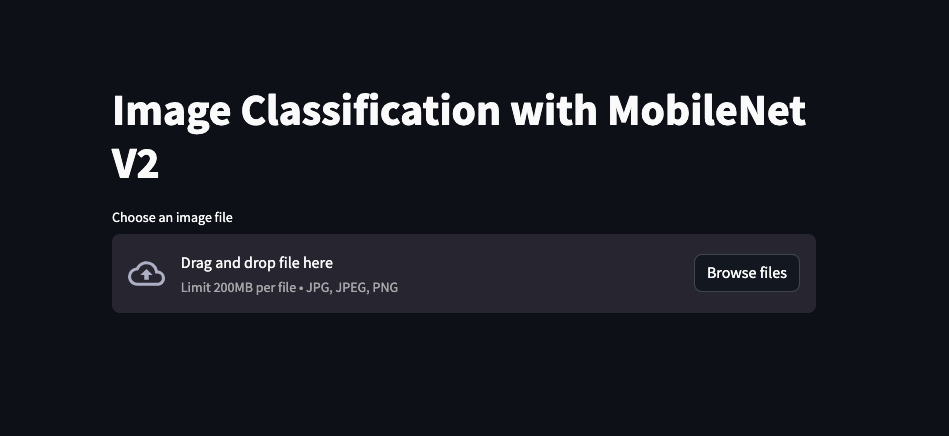 Image Classification with MobileNet
V2
Choose an image file
Drag and drop file here
Limit 200MB per file • JPG, JPEG, PNG
Browse files